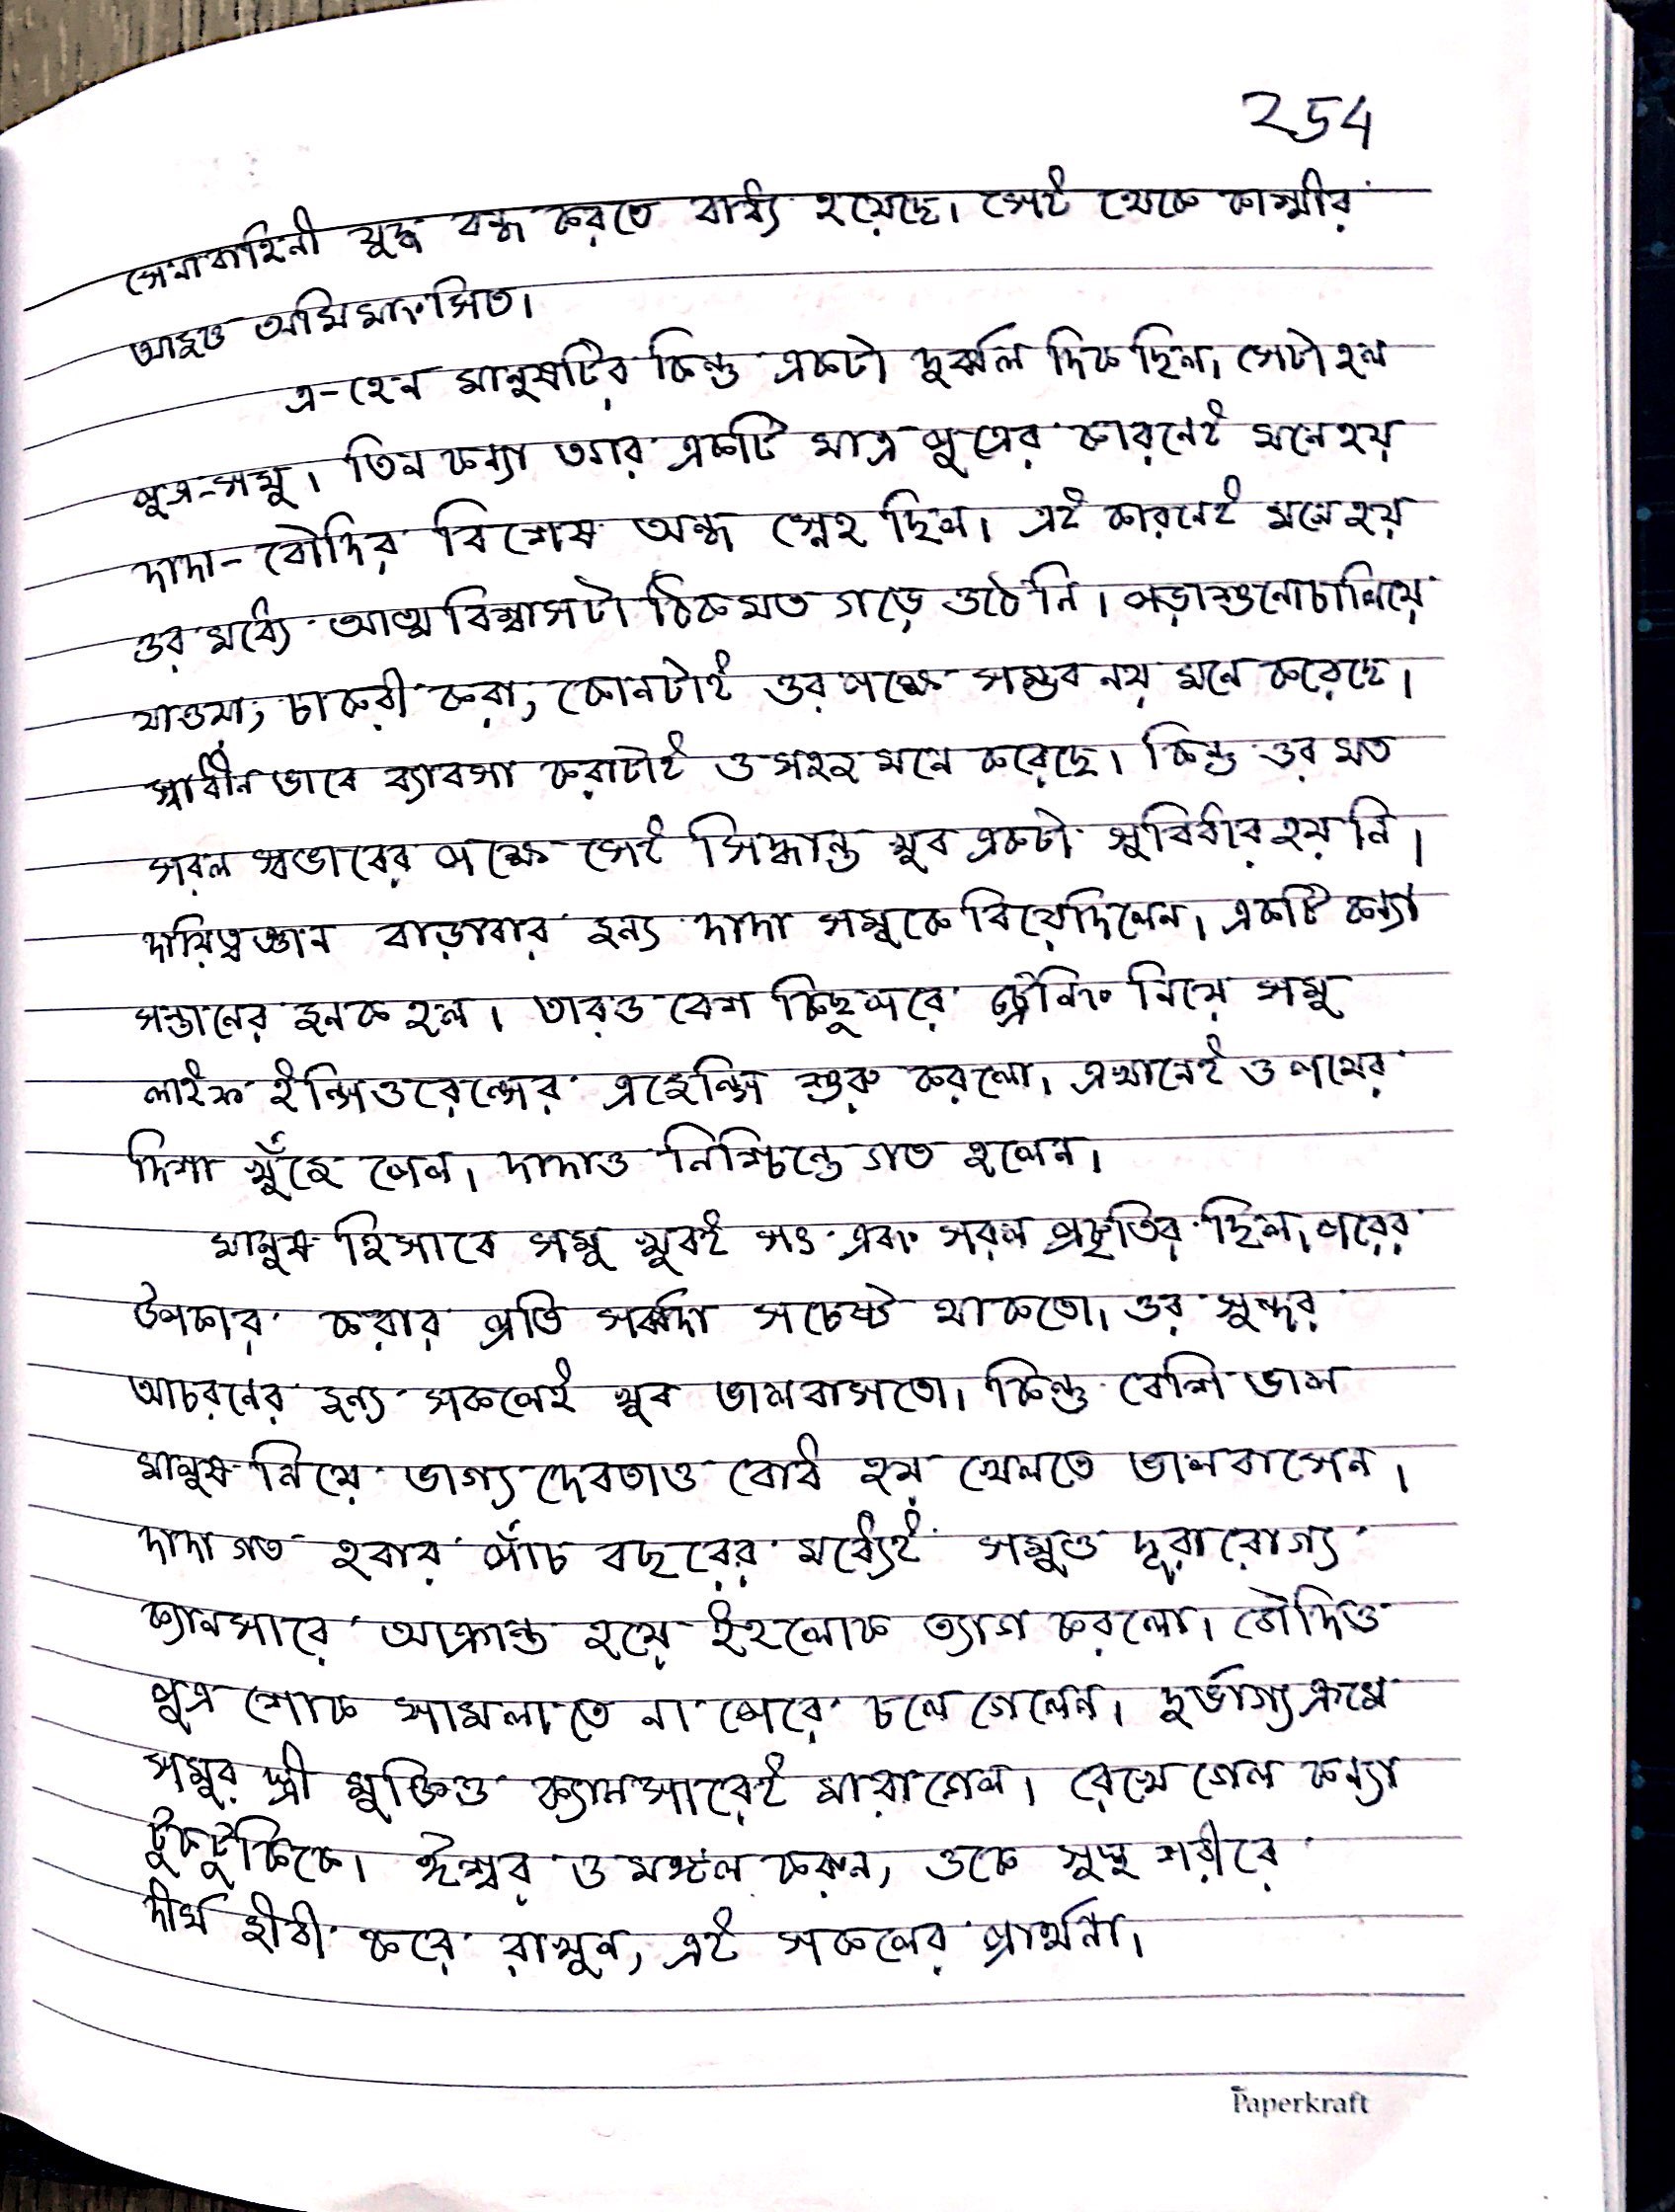 254
সেনাবাহিনী যুদ্ধ বন্ধ করতে বাধ্য হয়েছে। সেই থেকে কাশ্মীর
আজও অমিমাংসিত।
এ-হেন মানুষটির কিন্তু একটা দুর্ব্বল দিক ছিল। সেটা হল
পুত্র-সমু। তিন কন্যা ওআর একটি মাত্র পুত্রের কারনেই মনে হয়
দাদা-বৌদির বিশেষ অন্ধ স্নেহ ছিল। এই কারনেই মনে হয়
ওর মধ্যে আত্মবিশ্বাসটা ঠিকমত গড়ে ওঠেনি। পড়াশুনো চালিয়ে
যাওয়া, চাকরী করা, কোনটাই ওর পক্ষে সম্ভব নয় মনে করেছে।
স্বাধীন ভাবে ব্যাবসা করাটাই ও সহজ মনে করেছে। কিন্তু ওর মত
সরল স্বভাবের পক্ষে সেই সিদ্ধান্ত খুব একটা সুবিধার হয় নি।
দায়িত্বজ্ঞান বাড়াবার জন্য দাদা সমুকে বিয়ে দিলেন। একটি কন্যা
সন্তানের জনক হল। তারও বেশ কিছু পরে ট্রেনিং নিয়ে সমু
লাইফ ইন্সিওরেন্সের এজেন্সি শুরু করলো। এখানেই ও পথের
দিশা খুঁজে পেল। দাদাও নিশ্চিন্তে গত হলেন।
মানুষ হিসাবে সমু খুবই সৎ এবং সরল প্রকৃতির ছিল। পরের
উপকার করার প্রতি সর্ব্বদা সচেষ্ট থাকতো। ওর সুন্দর
আচরনের জন্য সকলেই খুব ভালবাসতো। কিন্তু বেশি ভাল
মানুষ নিয়ে ভাগ্য দেবতাও বোধ হয় খেলতে ভালবাসেন।
দাদা গত হবার পাঁচ বছরের মধ্যেই সমুও দূরারোগ্য
ক্যানসারে আক্রান্ত হয়ে ইহলোক ত্যাগ করলো। বৌদিও
পুত্র শোক সামলাতে না পেরে চলে গেলেন। দুর্ভাগ্যক্রমে
সমুর স্ত্রী মুক্তিও ক্যানসারেই মারা গেল। রেখে গেল কন্যা
টুকটুকিকে। ঈশ্বর ও মঙ্গল করুন, ওকে সুস্থ শরীরে
দীর্ঘ জীবী করে রাখুন, এই সকলের প্রার্থনা।
Paperkraft